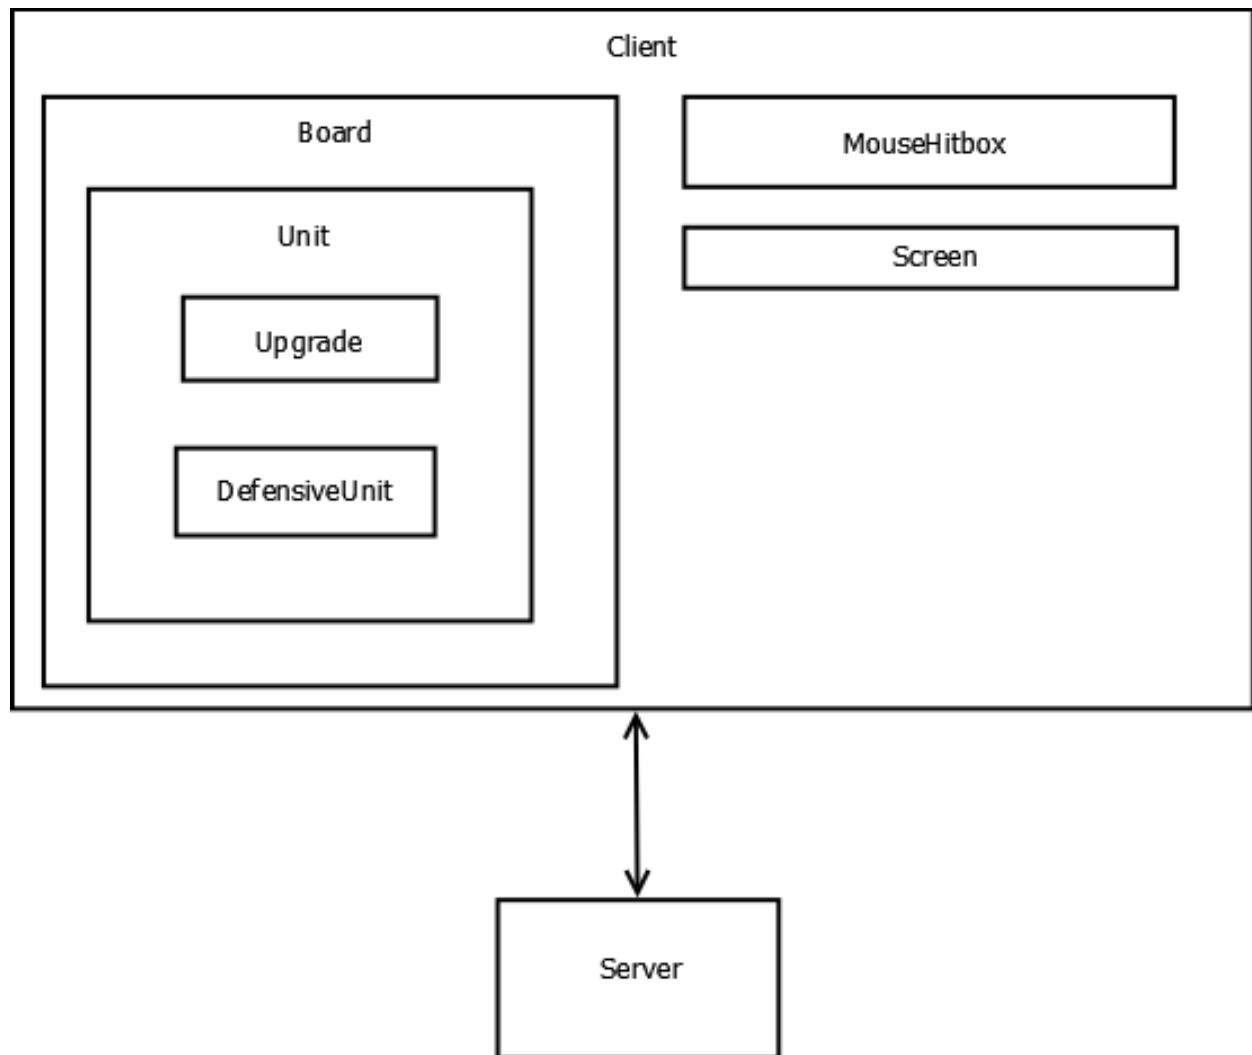 Client
Board
MouseHitbox
Unit
Screen
Upgrade
DefensiveUnit
Server